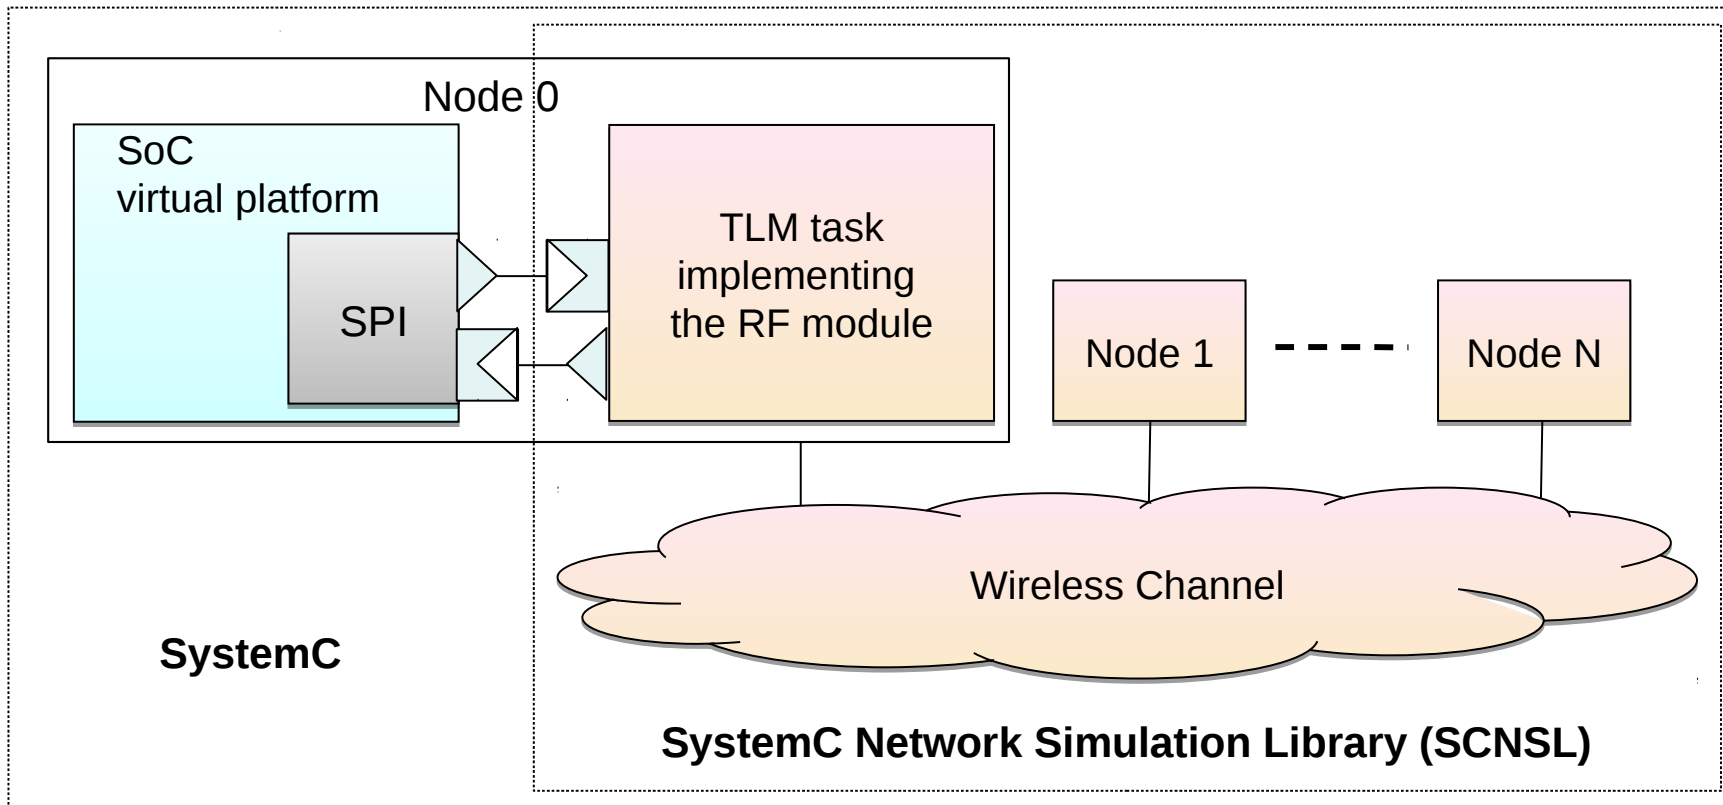 Node 0
SoC
virtual platform
SPI
TLM task
implementing
the RF module
Node 1
Node N
Wireless Channel
SystemC
SystemC Network Simulation Library (SCNSL)